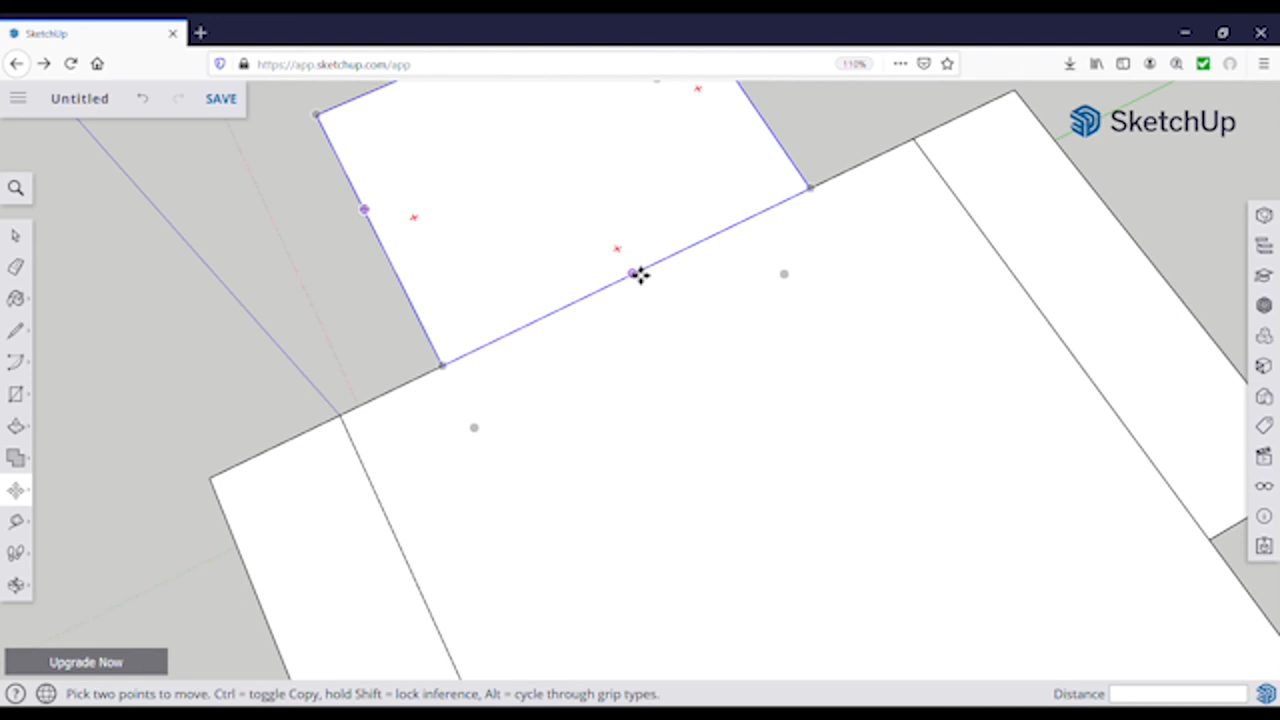 SketchUp
https://app.sketchup.com/app
110%
Untitled
SAVE
SketchUp
Upgrade Now
Pick two points to move. Ctrl = toggle Copy, hold Shift = lock inference, Alt = cycle through grip types.
Distance